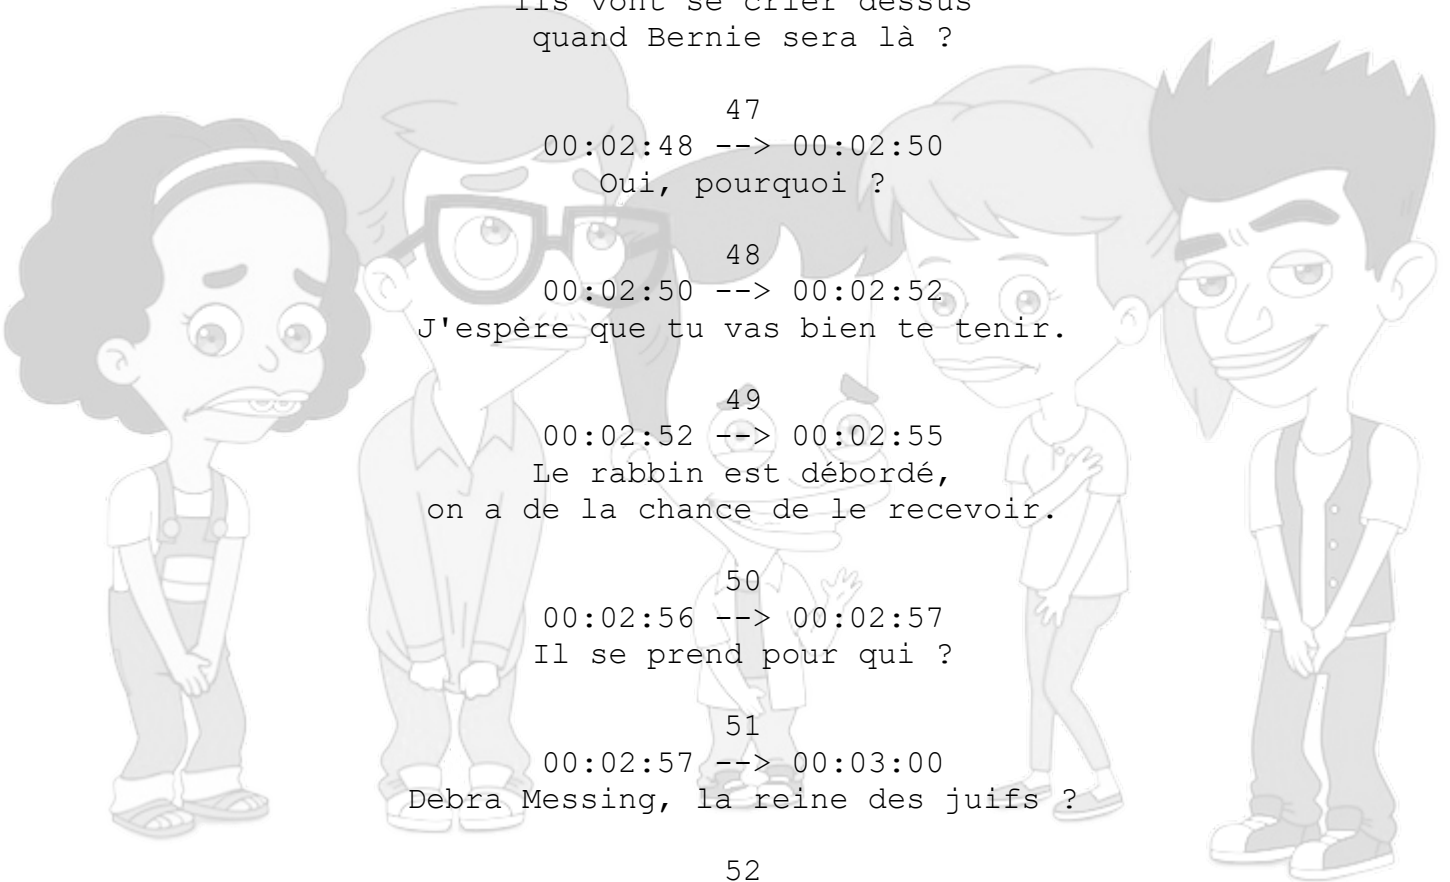 Ils vont se crier dessus
quand Bernie sera là ?
47
00:02:48 --> 00:02:50
Oui, pourquoi ?
48
00:02:50 --> 00:02:52
J'espère que tu vas bien te tenir.
49
00:02:52 --> 00:02:55
Le rabbin est débordé,
on a de la chance de le recevoir.
50
00:02:56 --> 00:02:57
Il se prend pour qui ?
51
00:02:57 --> 00:03:00
Debra Messing, la reine des juifs ?
52